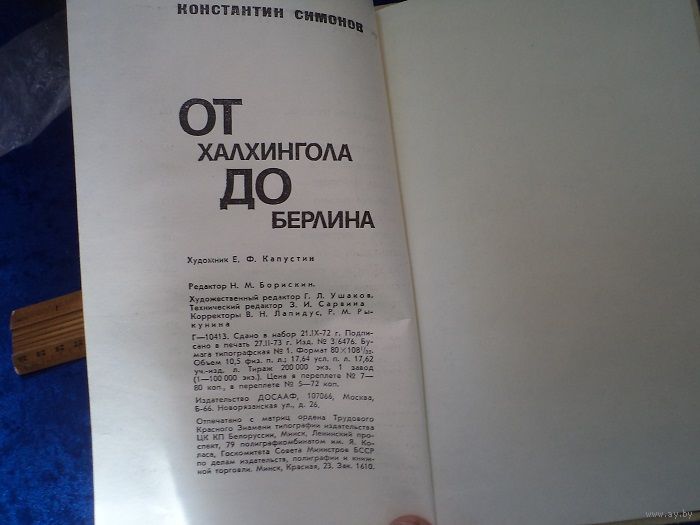 КОНСТАНТИН СИМОНОВ
ОТ
ХАЛХИНГОЛА
ДО
БЕРЛИНА
Художник Е. Ф. Капустин
Редактор Н. М. Борискин.
Художественный редактор Г. Л. Ушаков.
Технический редактор З. И. Сарвина
Корректоры В. Н. Лапидус, Р. М. Ры-
кунина
Г—10413. Сдано в набор 21.IX-72 г. Подпи-
сано в печать 27.II-73 г. Изд. № 3/6476. Бу-
мага типографская № 1. Формат 80×108¹/₃₂.
Объем 10,5 физ. п. л.; 17,64 усл. п. л. 17,62
уч.-изд. л. Тираж 200 000 экз. 1 завод
(1—100 000 экз.). Цена в переплете № 7—
80 коп., в переплете № 5—72 коп.
Издательство ДОСААФ, 107066, Москва,
Б-66. Новорязанская ул., д. 26.
Отпечатано с матриц ордена Трудового
Красного Знамени типографии издательства
ЦК КП Белоруссии, Минск, Ленинский про-
спект, 79 полиграфкомбинатом им. Я. Ко-
ласа, Госкомитета Совета Министров БССР
по делам издательств, полиграфии и книж-
ной торговли. Минск, Красная, 23. Зак. 1610.
www.ay.by